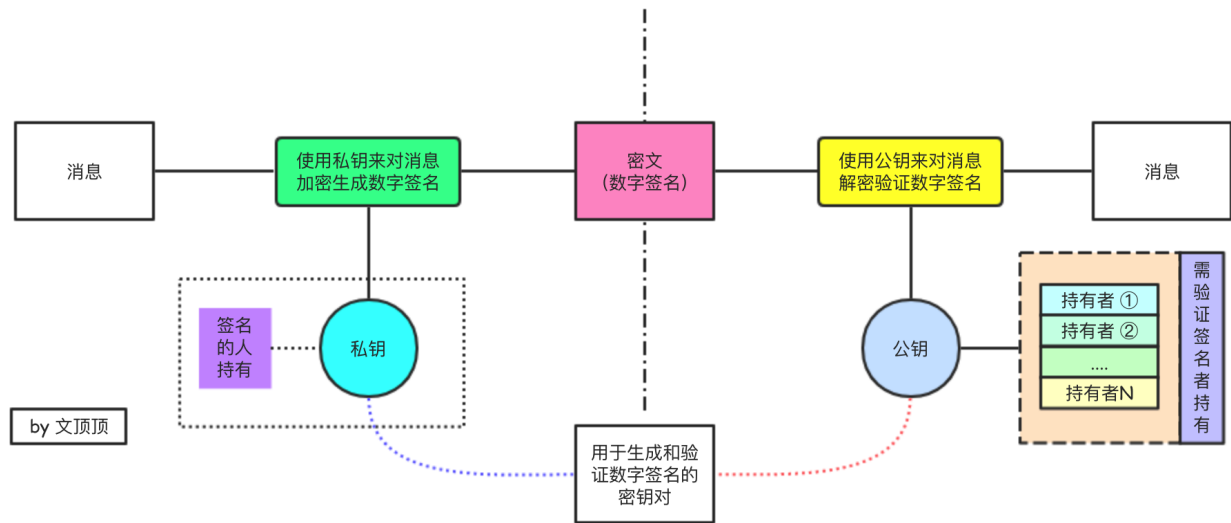 消息
使用私钥来对消息
加密生成数字签名
密文
(数字签名)
使用公钥来对消息
解密验证数字签名
消息
签名
的人
持有
私钥
公钥
持有者 ①
持有者 ②
....
持有者N
需
验
证
签
名
者
持
有
by 文顶顶
用于生成和验
证数字签名的
密钥对